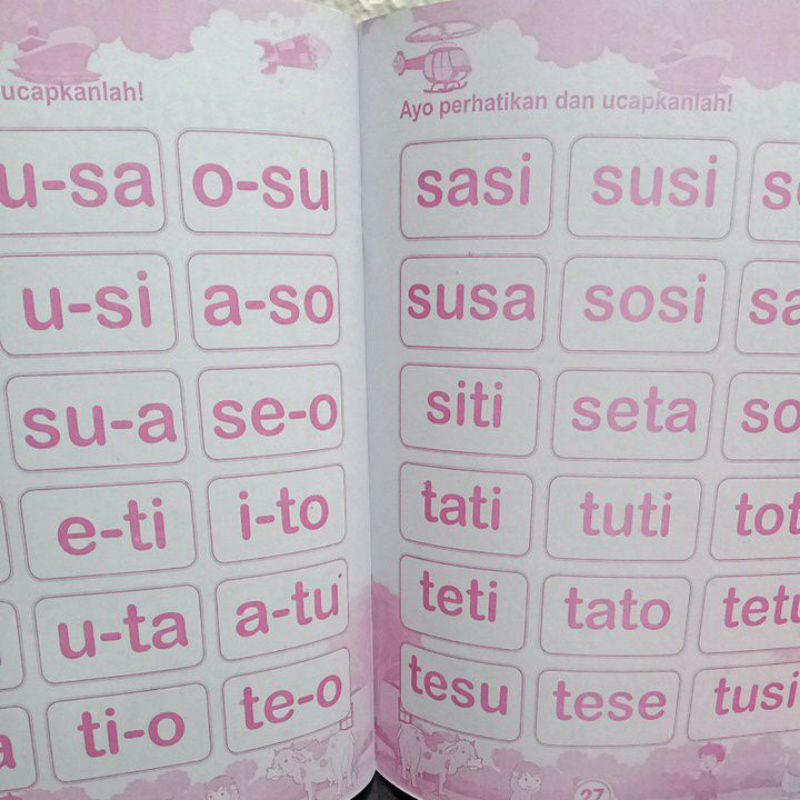 ucapkanlah!
u-sa o-su
u-si a-so
su-a se-o
e-ti i-to
u-ta a-tu
ti-o te-o
Ayo perhatikan dan ucapkanlah!
sasi susi
susa sosi
siti seta
tati tuti
teti tato
tesu tese tusi
27